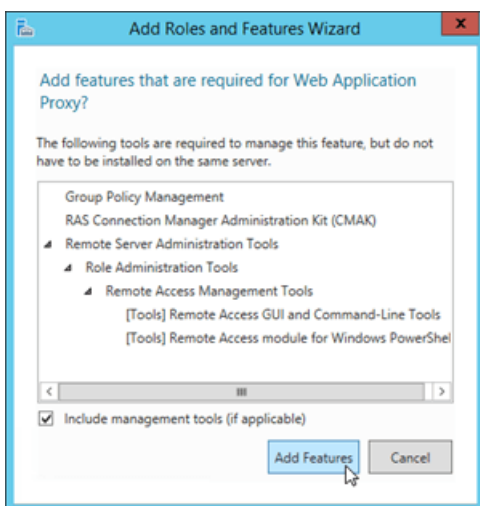 Add Roles and Features Wizard
x
Add features that are required for Web Application
Proxy?
The following tools are required to manage this feature, but do not
have to be installed on the same server.
Group Policy Management
RAS Connection Manager Administration Kit (CMAK)
Remote Server Administration Tools
Role Administration Tools
Remote Access Management Tools
[Tools] Remote Access GUI and Command-Line Tools
[Tools] Remote Access module for Windows PowerShel
Include management tools (if applicable)
Add Features Cancel